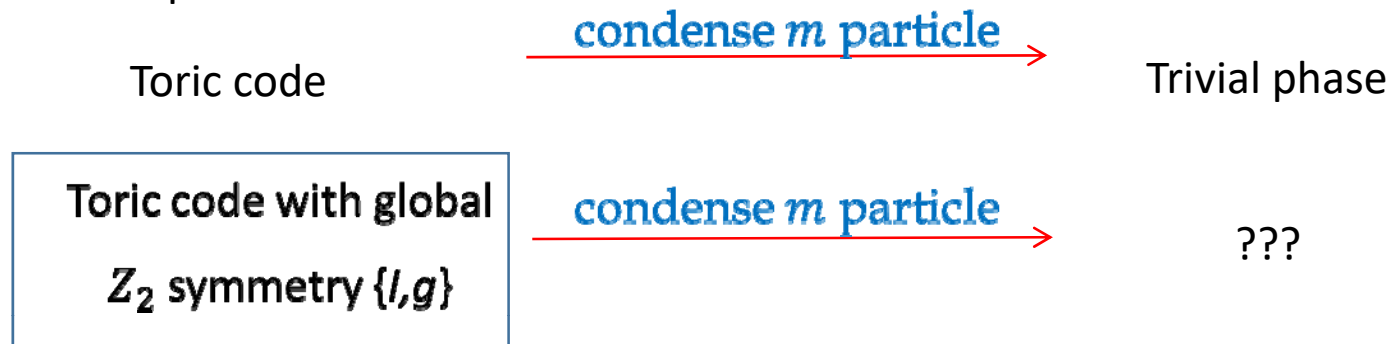 condense m particle
Toric code
Trivial phase
Toric code with global
Z₂ symmetry {I,g}
condense m particle
???